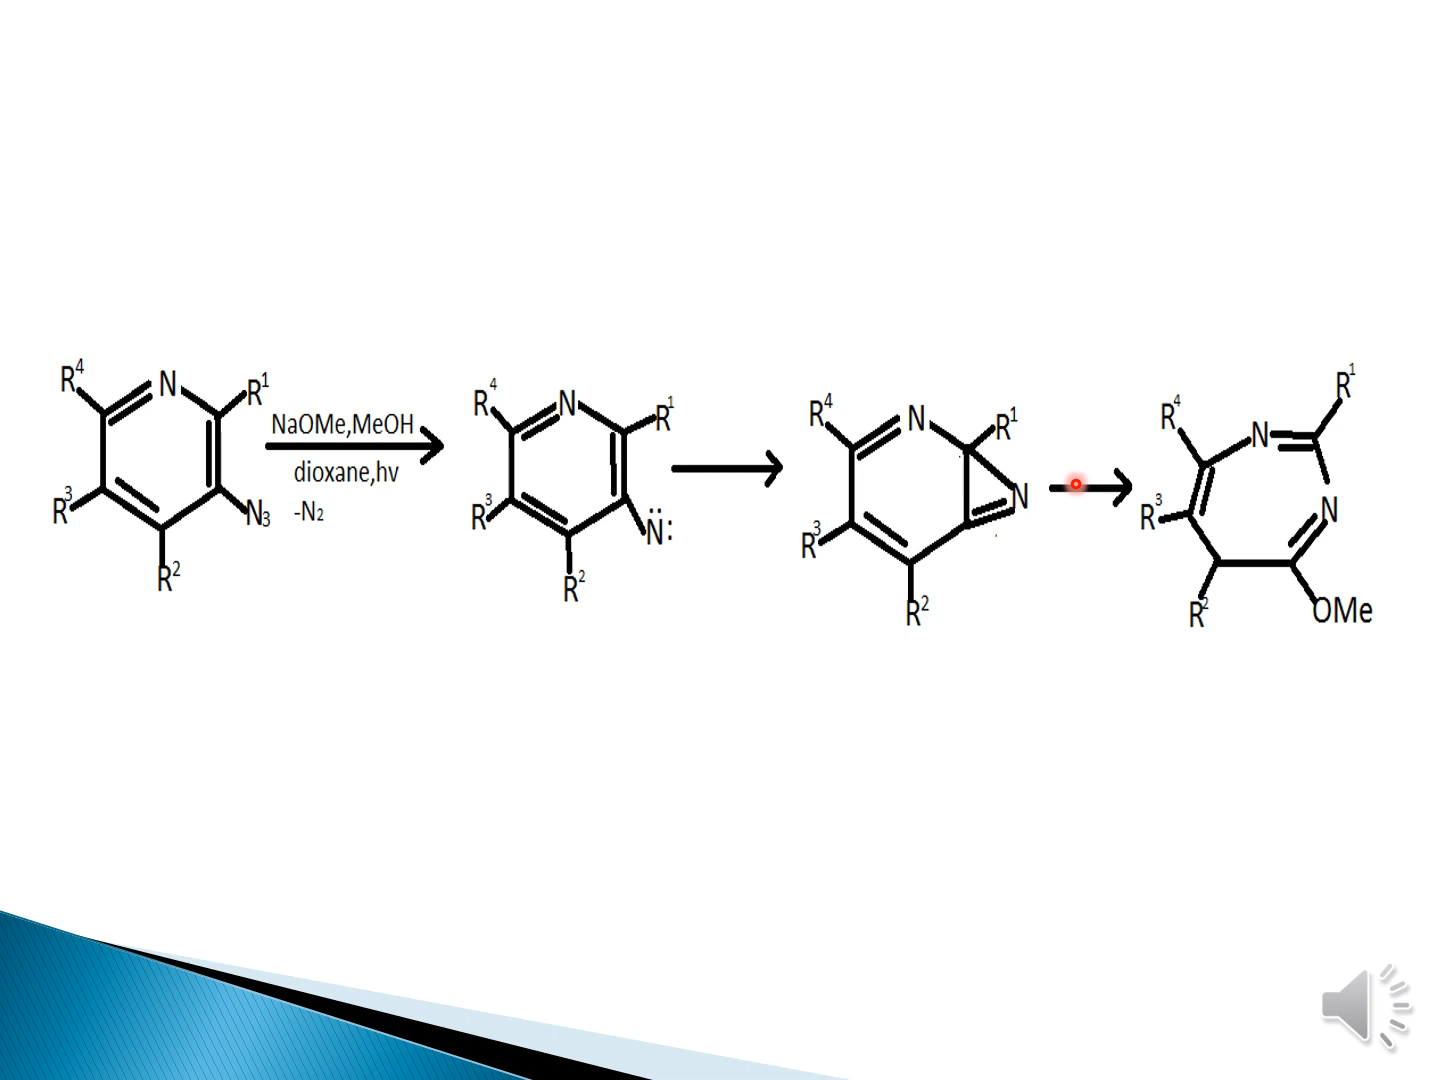 R⁴ N R¹
R³ N₃
R²
NaOMe,MeOH
dioxane,hv
-N₂
R⁴ N R¹
R³ N̈:
R²
R⁴ N R¹
N
R³
R²
R¹
R⁴ N
R³ N
R² OMe